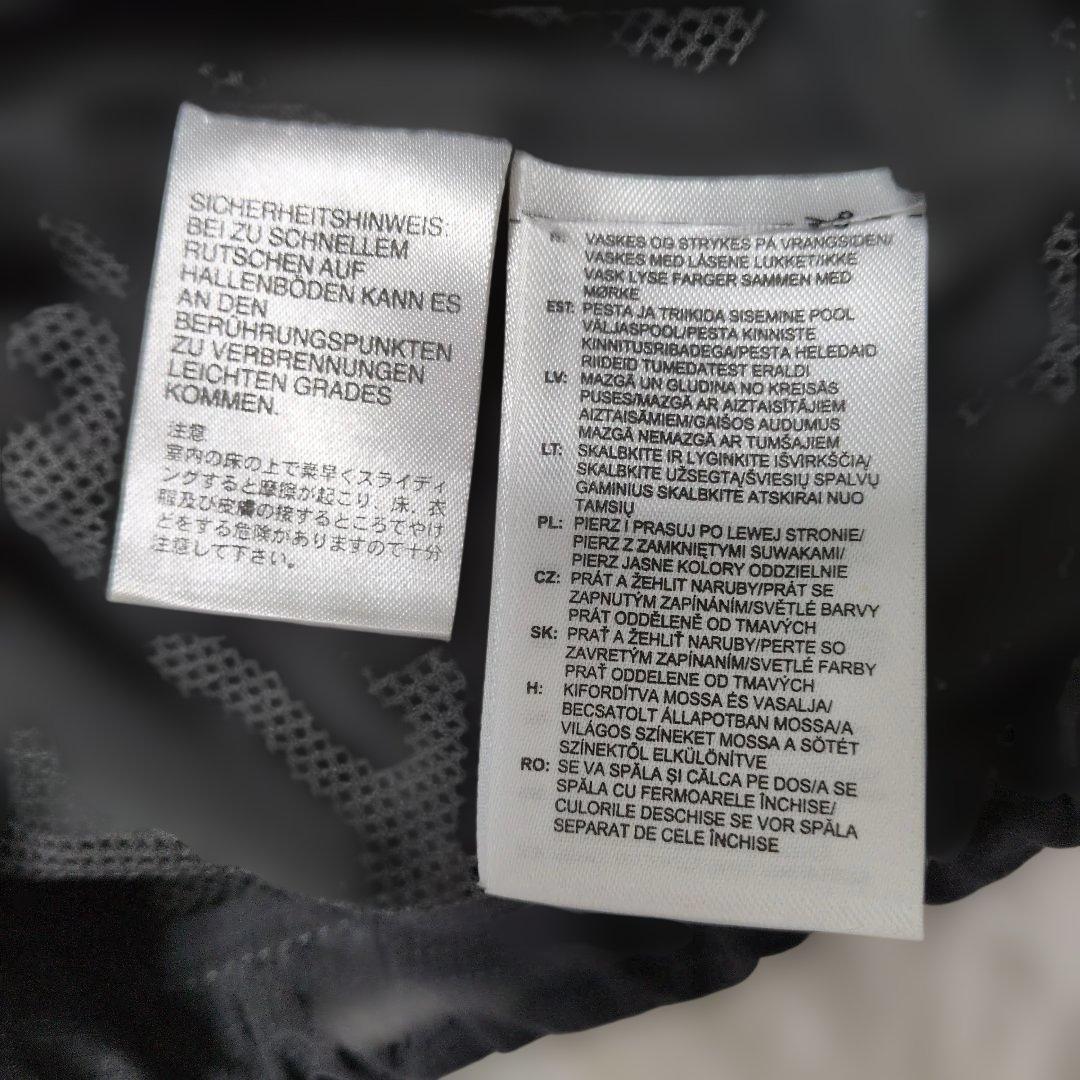 SICHERHEITSHINWEIS:
BEI ZU SCHNELLEM
RUTSCHEN AUF
HALLENBÖDEN KANN ES
AN DEN
BERÜHRUNGSPUNKTEN
ZU VERBRENNUNGEN
LEICHTEN GRADES
KOMMEN.
注意
室内の床の上で素早くスライディ
ングすると摩擦が起こり、床、衣
服及び皮膚の接するところでやけ
どをする危険がありますので十分
注意して下さい。
N: VASKES OG STRYKES PÅ VRANGSIDEN/
VASKES MED LÅSENE LUKKET/IKKE
VASK LYSE FARGER SAMMEN MED
MØRKE
EST: PESTA JA TRIIKIDA SISEMINE POOL
VÄLJASPOOL/PESTA KINNISTE
KINNITUSRIBADEGA/PESTA HELEDAID
RIIDEID TUMEDATEST ERALDI
LV: MAZGĀ UN GLUDINA NO KREISĀS
PUSES/MAZGĀ AR AIZTAISĪTĀJIEM
AIZTAISĀMIEM/GAIŠOS AUDUMUS
MAZGĀ NEMAZGĀ AR TUMŠAJIEM
LT: SKALBKITE IR LYGINKITE IŠVIRKŠČIĄ/
SKALBKITE UŽSEGTĄ/ŠVIESIŲ SPALVŲ
GAMINIUS SKALBKITE ATSKIRAI NUO
TAMSIŲ
PL: PIERZ I PRASUJ PO LEWEJ STRONIE/
PIERZ Z ZAMKNIĘTYMI SUWAKAMI/
PIERZ JASNE KOLORY ODDZIELNIE
CZ: PRÁT A ŽEHLIT NARUBY/PRÁT SE
ZAPNUTÝM ZAPÍNÁNÍM/SVĚTLÉ BARVY
PRÁT ODDĚLENĚ OD TMAVÝCH
SK: PRAŤ A ŽEHLIŤ NARUBY/PERTE SO
ZAVRETÝM ZAPÍNANÍM/SVETLÉ FARBY
PRAŤ ODDELENE OD TMAVÝCH
H: KIFORDÍTVA MOSSA ÉS VASALJA/
BECSATOLT ÁLLAPOTBAN MOSSA/A
VILÁGOS SZÍNEKET MOSSA A SÖTÉT
SZÍNEKTŐL ELKÜLÖNÍTVE
RO: SE VA SPĂLA ȘI CĂLCA PE DOS/A SE
SPĂLA CU FERMOARELE ÎNCHISE/
CULORILE DESCHISE SE VOR SPĂLA
SEPARAT DE CELE ÎNCHISE